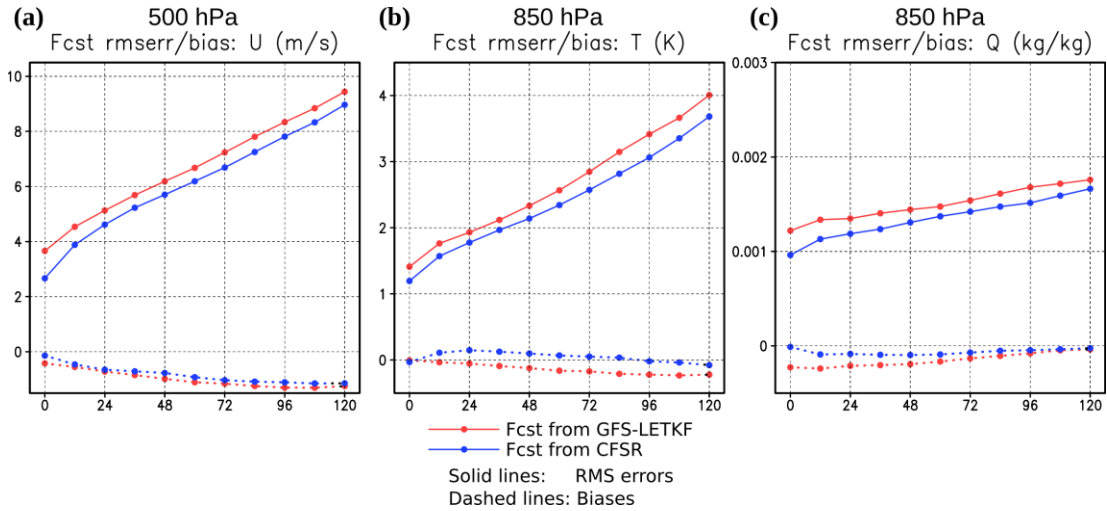 (a) 500 hPa
Fcst rmserr/bias: U (m/s)
10
8
6
4
2
0
0 24 48 72 96 120
(b) 850 hPa
Fcst rmserr/bias: T (K)
4
3
2
1
0
0 24 48 72 96 120
(c) 850 hPa
Fcst rmserr/bias: Q (kg/kg)
0.003
0.002
0.001
0
0 24 48 72 96 120
Fcst from GFS-LETKF
Fcst from CFSR
Solid lines: RMS errors
Dashed lines: Biases